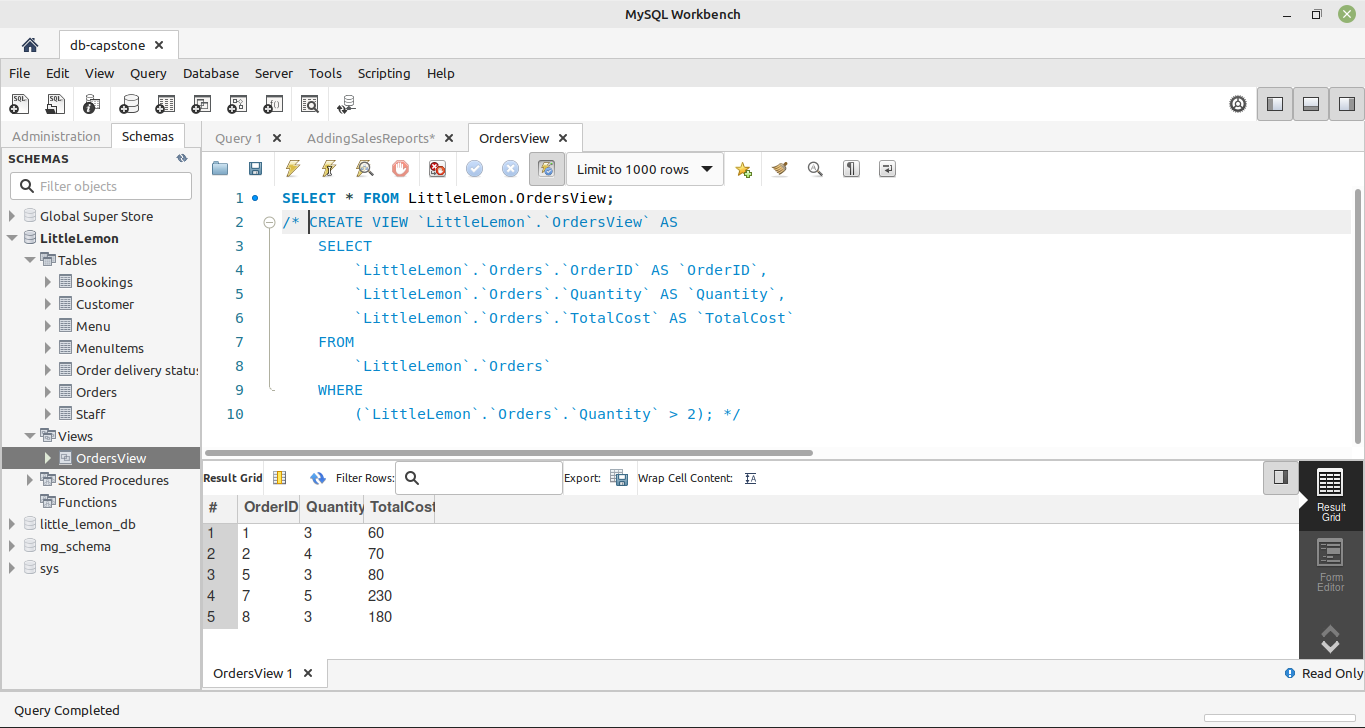 MySQL Workbench
db-capstone
File Edit View Query Database Server Tools Scripting Help
Administration Schemas
SCHEMAS
Filter objects
Global Super Store
LittleLemon
Tables
Bookings
Customer
Menu
MenuItems
Order delivery statu
Orders
Staff
Views
OrdersView
Stored Procedures
Functions
little_lemon_db
mg_schema
sys
Query 1 AddingSalesReports* OrdersView
Limit to 1000 rows
1 SELECT * FROM LittleLemon.OrdersView;
2 /* CREATE VIEW `LittleLemon`.`OrdersView` AS
3 SELECT
4 `LittleLemon`.`Orders`.`OrderID` AS `OrderID`,
5 `LittleLemon`.`Orders`.`Quantity` AS `Quantity`,
6 `LittleLemon`.`Orders`.`TotalCost` AS `TotalCost`
7 FROM
8 `LittleLemon`.`Orders`
9 WHERE
10 (`LittleLemon`.`Orders`.`Quantity` > 2); */
Result Grid Filter Rows: Export: Wrap Cell Content:
# OrderID Quantity TotalCost
1 1 3 60
2 2 4 70
3 5 3 80
4 7 5 230
5 8 3 180
Result
Grid
Form
Editor
OrdersView 1
Read Only
Query Completed